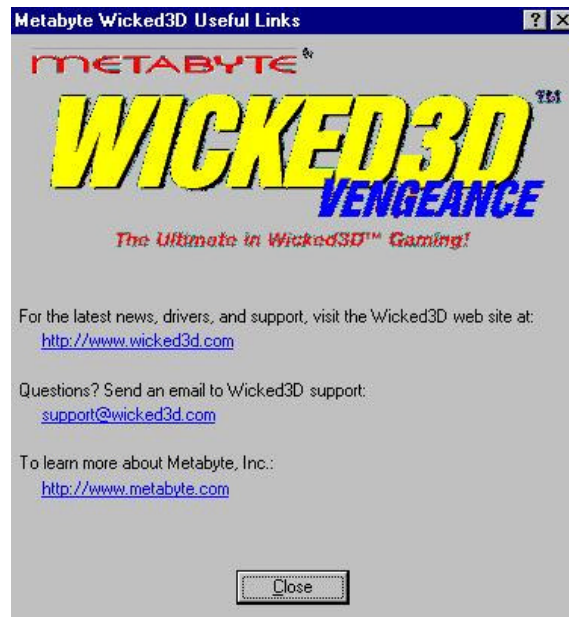 Metabyte Wicked3D Useful Links
METABYTE®
WICKED3D™
VENGEANCE
The Ultimate in Wicked3D™ Gaming!
For the latest news, drivers, and support, visit the Wicked3D web site at:
http://www.wicked3d.com
Questions? Send an email to Wicked3D support:
support@wicked3d.com
To learn more about Metabyte, Inc.:
http://www.metabyte.com
Close